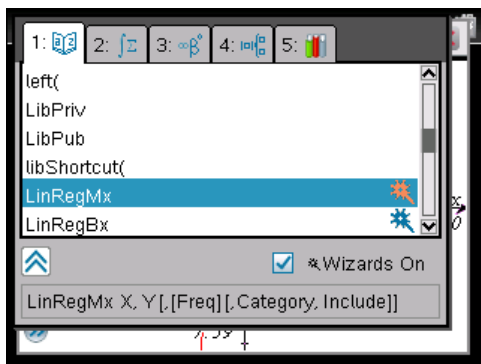 1: 2: ∫Σ 3: ∞β° 4: 5:
left(
LibPriv
LibPub
libShortcut(
LinRegMx
LinRegBx
Wizards On
LinRegMx X, Y[,[Freq][,Category, Include]]
x